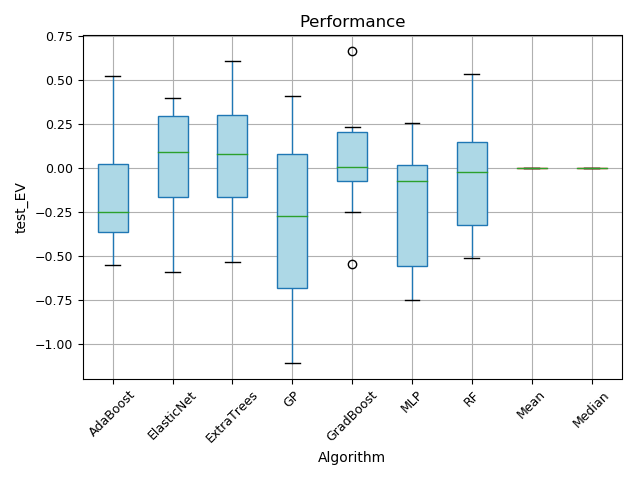 Performance
0.75
0.50
0.25
0.00
−0.25
−0.50
−0.75
−1.00
test_EV
AdaBoost
ElasticNet
ExtraTrees
GP
GradBoost
MLP
RF
Mean
Median
Algorithm